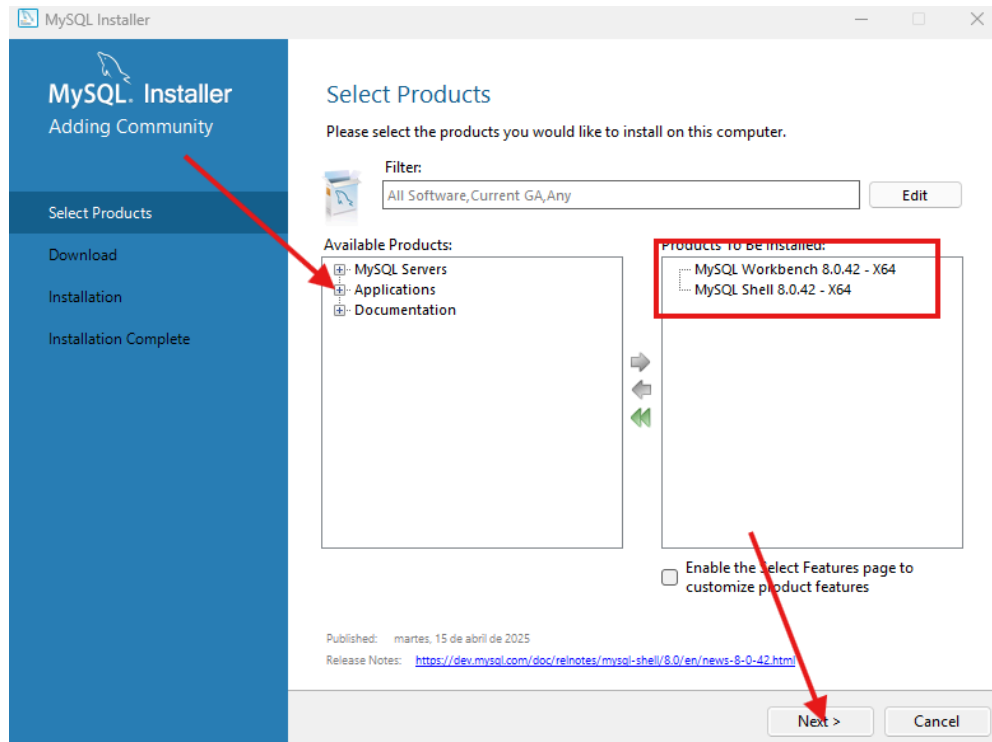 MySQL Installer
MySQL. Installer
Adding Community
Select Products
Download
Installation
Installation Complete
Select Products
Please select the products you would like to install on this computer.
Filter:
All Software,Current GA,Any
Edit
Available Products:
MySQL Servers
Applications
Documentation
Products To Be Installed:
MySQL Workbench 8.0.42 - X64
MySQL Shell 8.0.42 - X64
Enable the Select Features page to
customize product features
Published: martes, 15 de abril de 2025
Release Notes: https://dev.mysql.com/doc/relnotes/mysql-shell/8.0/en/news-8-0-42.html
Next >
Cancel